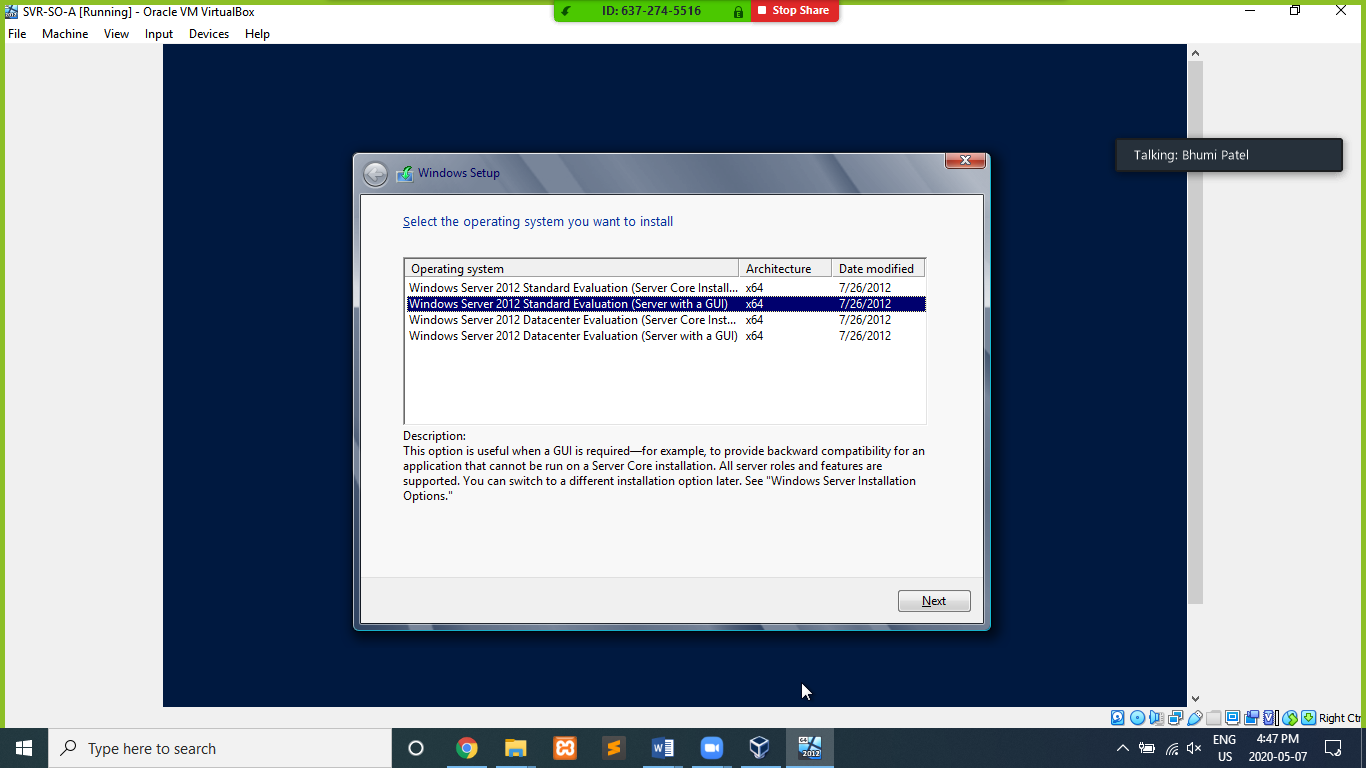 SVR-SO-A [Running] - Oracle VM VirtualBox
ID: 637-274-5516
Stop Share
File Machine View Input Devices Help
Talking: Bhumi Patel
Windows Setup
Select the operating system you want to install
Operating system Architecture Date modified
Windows Server 2012 Standard Evaluation (Server Core Install... x64 7/26/2012
Windows Server 2012 Standard Evaluation (Server with a GUI) x64 7/26/2012
Windows Server 2012 Datacenter Evaluation (Server Core Inst... x64 7/26/2012
Windows Server 2012 Datacenter Evaluation (Server with a GUI) x64 7/26/2012
Description:
This option is useful when a GUI is required—for example, to provide backward compatibility for an
application that cannot be run on a Server Core installation. All server roles and features are
supported. You can switch to a different installation option later. See "Windows Server Installation
Options."
Next
Right Ctr
Type here to search
ENG
US
4:47 PM
2020-05-07